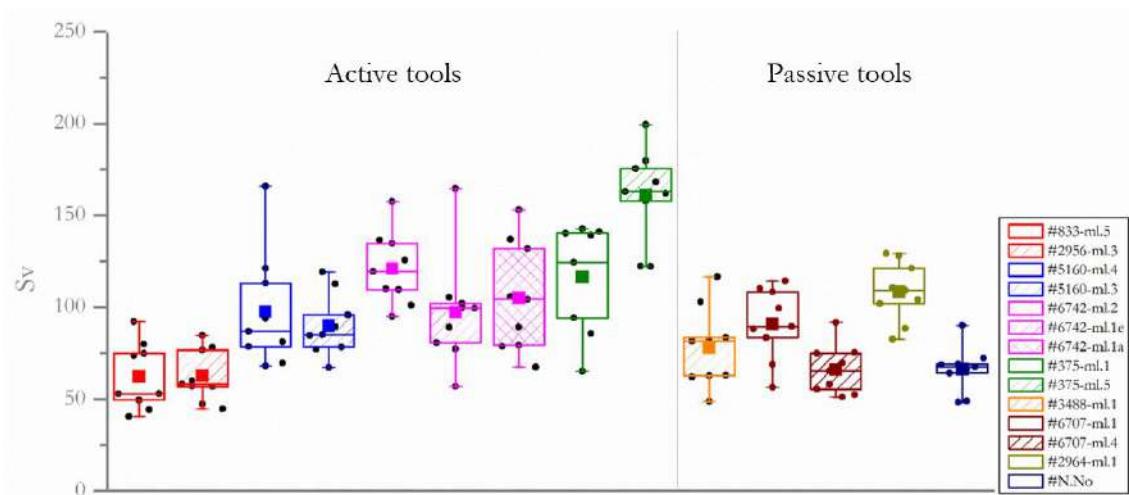 250
Active tools
Passive tools
200
150
Sv
100
50
0
#833-ml.5
#2956-ml.3
#5160-ml.4
#5160-ml.3
#6742-ml.2
#6742-ml.1e
#6742-ml.1a
#375-ml.1
#375-ml.5
#3488-ml.1
#6707-ml.1
#6707-ml.4
#2964-ml.1
#N.No